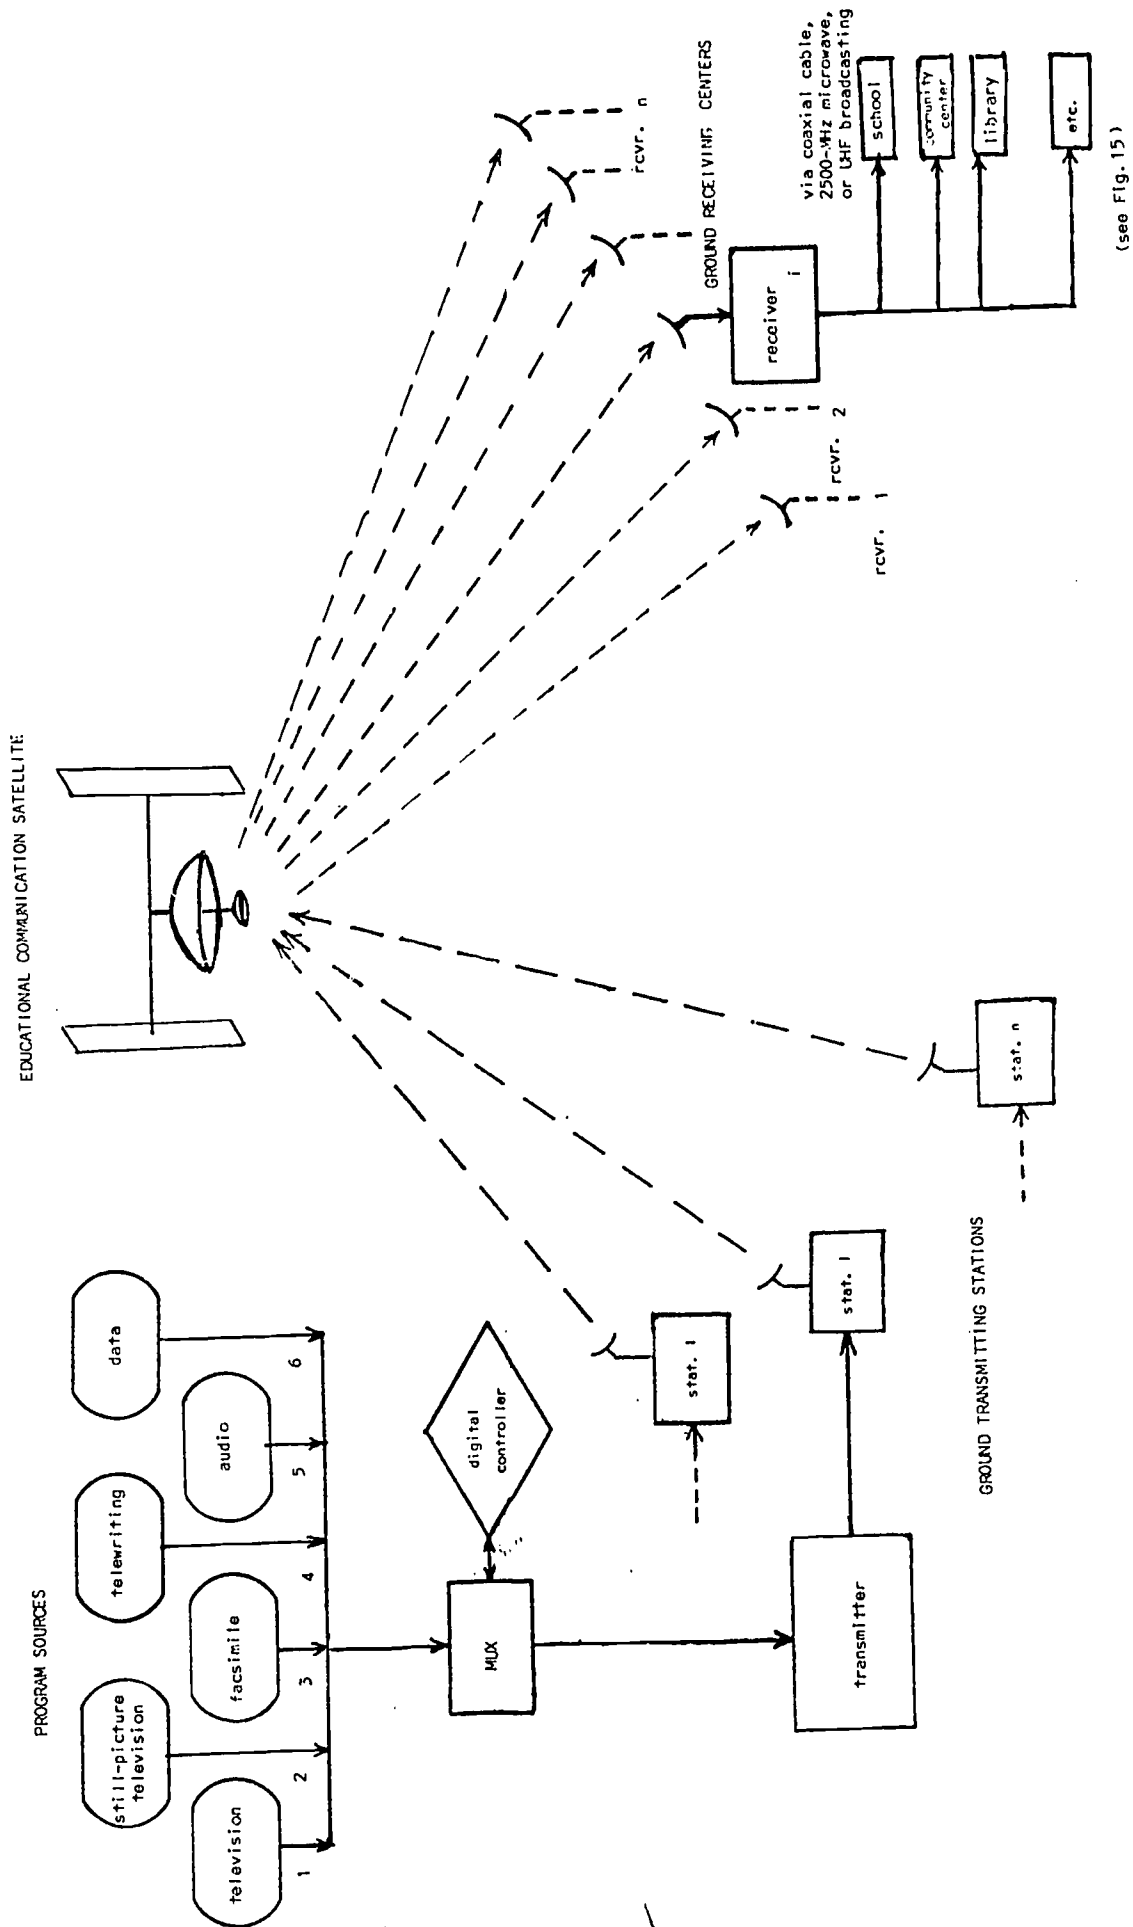 EDUCATIONAL COMMUNICATION SATELLITE
PROGRAM SOURCES
television
still-picture
television
facsimile
telewriting
audio
data
1
2
3
4
5
6
MUX
digital
controller
transmitter
stat. 1
stat. 1
stat. n
GROUND TRANSMITTING STATIONS
rcvr. 1
rcvr. 2
receiver
i
rcvr. n
GROUND RECEIVING CENTERS
via coaxial cable,
2500-MHz microwave,
or UHF broadcasting
school
community
center
library
etc.
(see Fig.15)